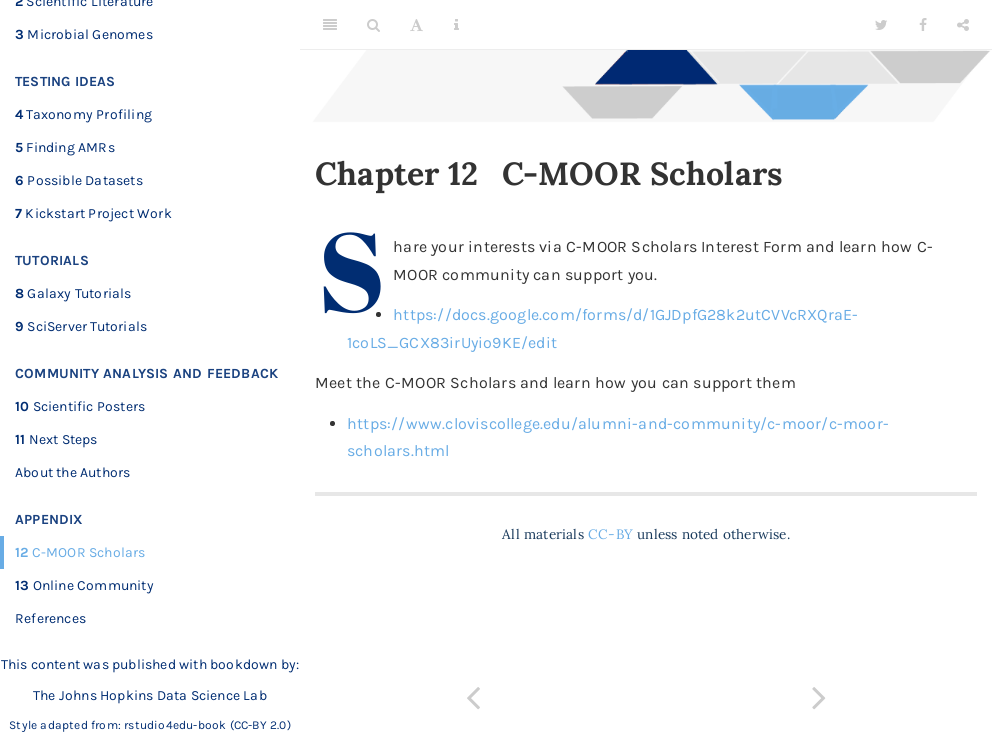 2 Scientific Literature
3 Microbial Genomes
TESTING IDEAS
4 Taxonomy Profiling
5 Finding AMRs
6 Possible Datasets
7 Kickstart Project Work
TUTORIALS
8 Galaxy Tutorials
9 SciServer Tutorials
COMMUNITY ANALYSIS AND FEEDBACK
10 Scientific Posters
11 Next Steps
About the Authors
APPENDIX
12 C-MOOR Scholars
13 Online Community
References
This content was published with bookdown by:
The Johns Hopkins Data Science Lab
Style adapted from: rstudio4edu-book (CC-BY 2.0)
A
Chapter 12 C-MOOR Scholars
Share your interests via C-MOOR Scholars Interest Form and learn how C-
MOOR community can support you.
• https://docs.google.com/forms/d/1GJDpfG28k2utCVVcRXQraE-
1coLS_GCX83irUyio9KE/edit
Meet the C-MOOR Scholars and learn how you can support them
• https://www.cloviscollege.edu/alumni-and-community/c-moor/c-moor-
scholars.html
All materials CC-BY unless noted otherwise.